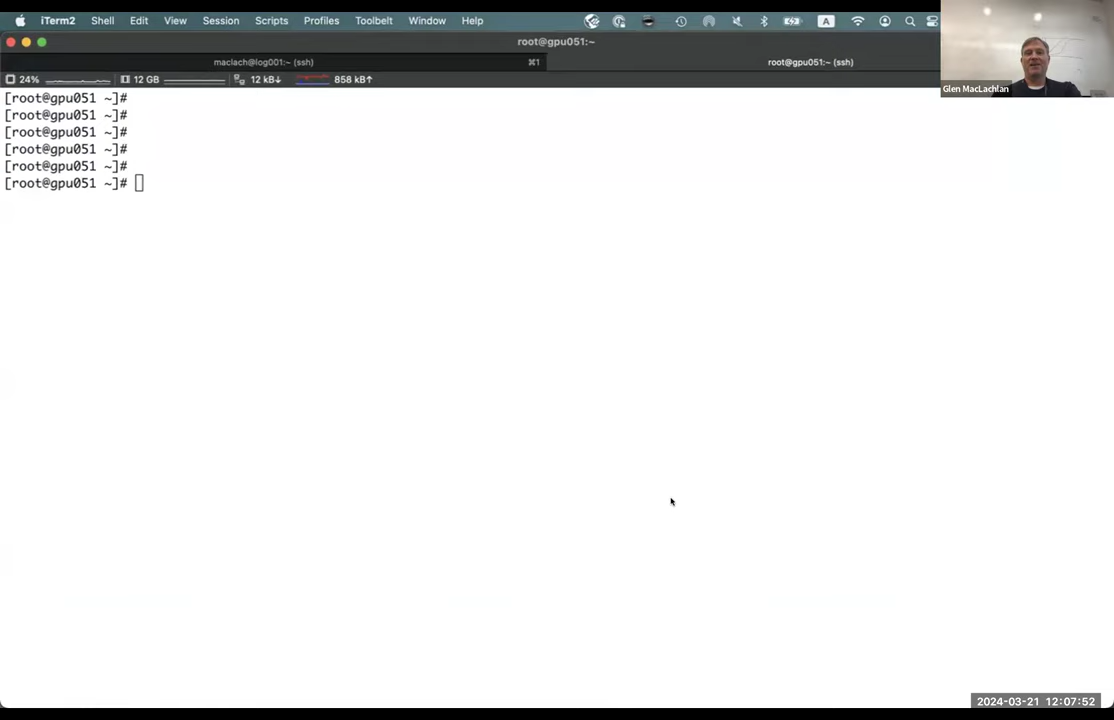 iTerm2 Shell Edit View Session Scripts Profiles Toolbelt Window Help A
root@gpu051:~
maclach@log001:~ (ssh) ⌘1 root@gpu051:~ (ssh)
24% 12 GB 12 kB↓ 858 kB↑
Glen MacLachlan
[root@gpu051 ~]#
[root@gpu051 ~]#
[root@gpu051 ~]#
[root@gpu051 ~]#
[root@gpu051 ~]#
[root@gpu051 ~]#
2024-03-21 12:07:52